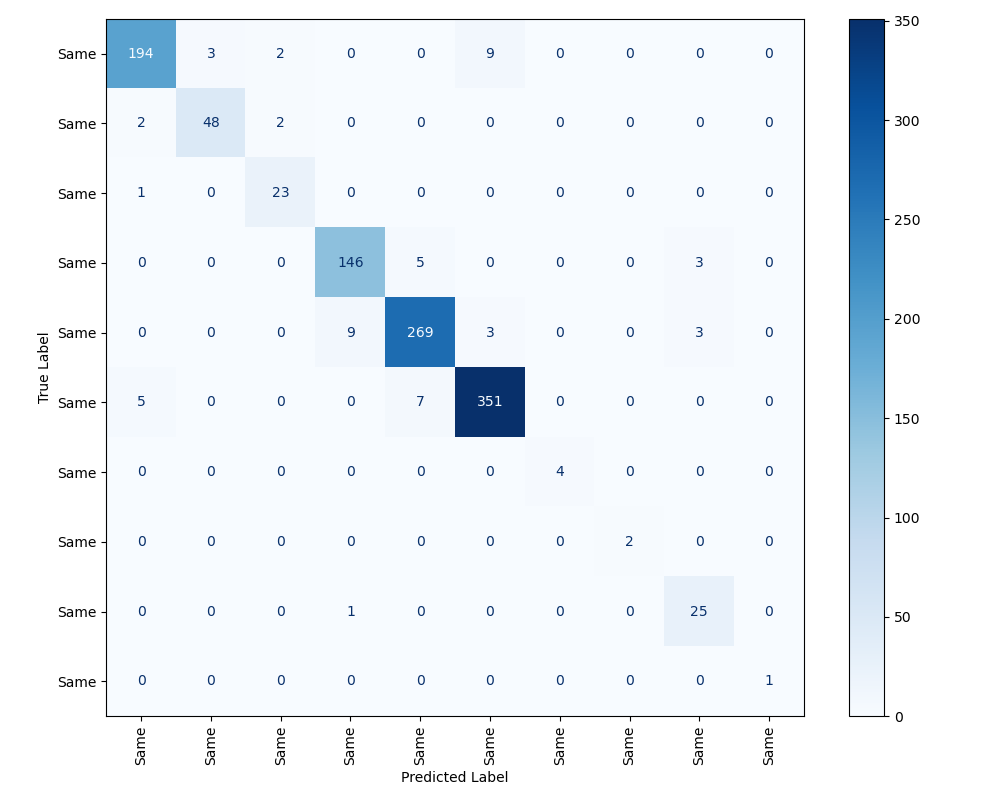 Same 194 3 2 0 0 9 0 0 0 0
Same 2 48 2 0 0 0 0 0 0 0
Same 1 0 23 0 0 0 0 0 0 0
Same 0 0 0 146 5 0 0 0 3 0
Same 0 0 0 9 269 3 0 0 3 0
Same 5 0 0 0 7 351 0 0 0 0
Same 0 0 0 0 0 0 4 0 0 0
Same 0 0 0 0 0 0 0 2 0 0
Same 0 0 0 1 0 0 0 0 25 0
Same 0 0 0 0 0 0 0 0 0 1
True Label
Same Same Same Same Same Same Same Same Same Same
Predicted Label
350
300
250
200
150
100
50
0